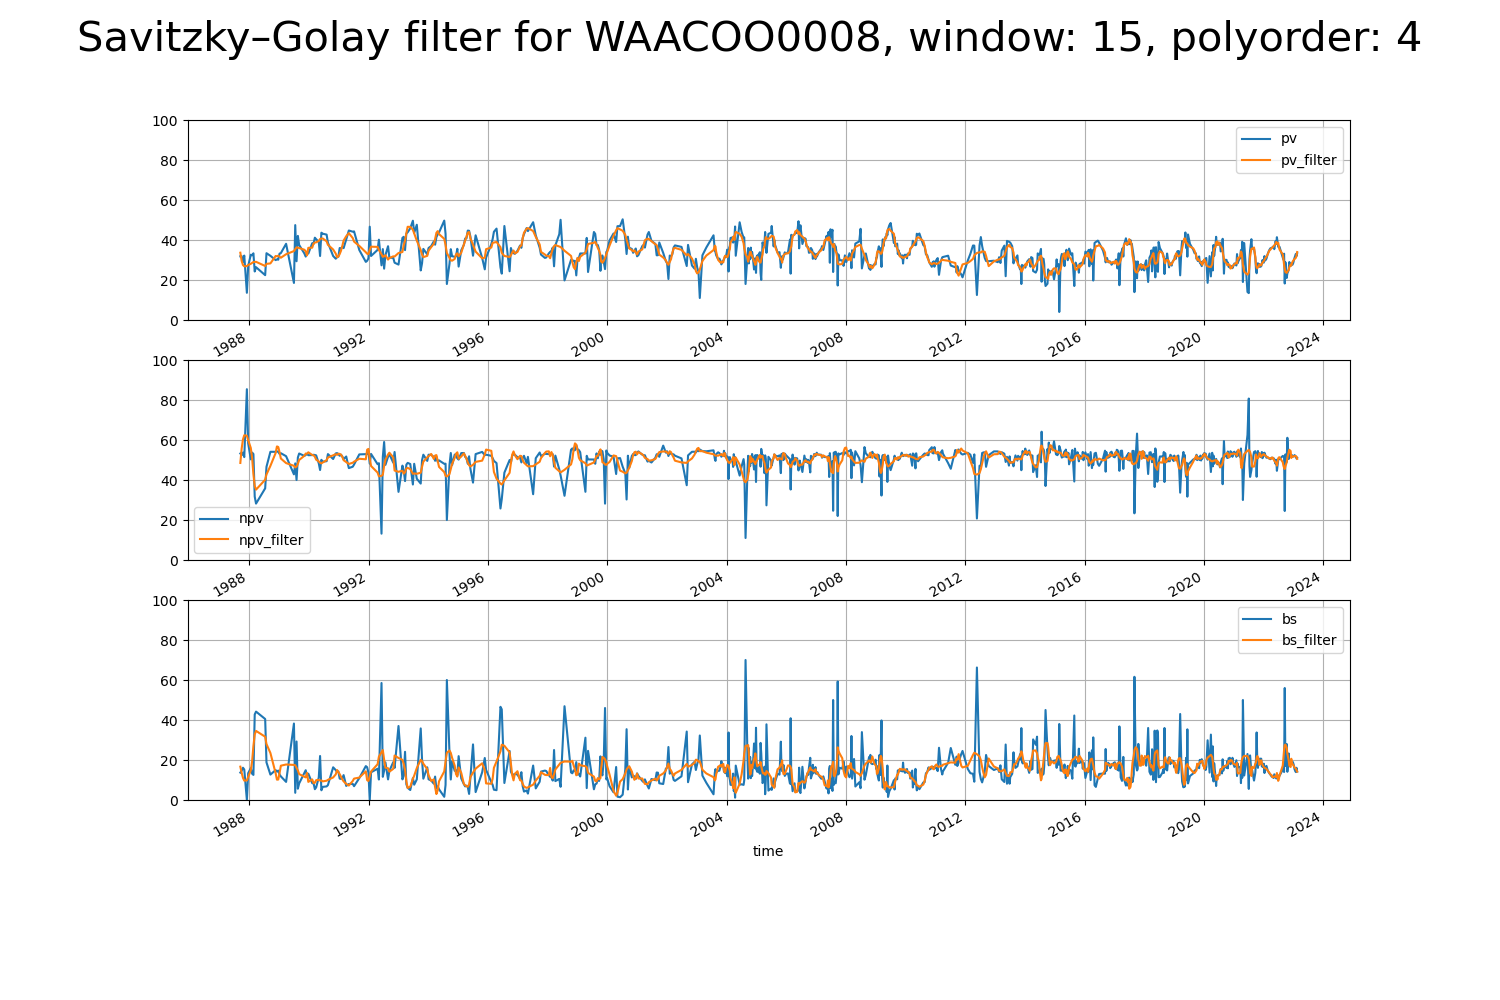 Savitzky–Golay filter for WAACOO0008, window: 15, polyorder: 4
100
80
60
40
20
0
pv
pv_filter
1988 1992 1996 2000 2004 2008 2012 2016 2020 2024
100
80
60
40
20
0
npv
npv_filter
1988 1992 1996 2000 2004 2008 2012 2016 2020 2024
100
80
60
40
20
0
bs
bs_filter
1988 1992 1996 2000 2004 2008 2012 2016 2020 2024
time